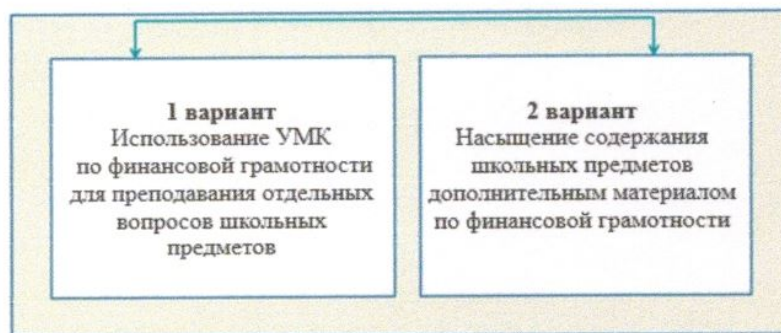 1 вариант
Использование УМК
по финансовой грамотности
для преподавания отдельных
вопросов школьных
предметов
2 вариант
Насыщение содержания
школьных предметов
дополнительным материалом
по финансовой грамотности